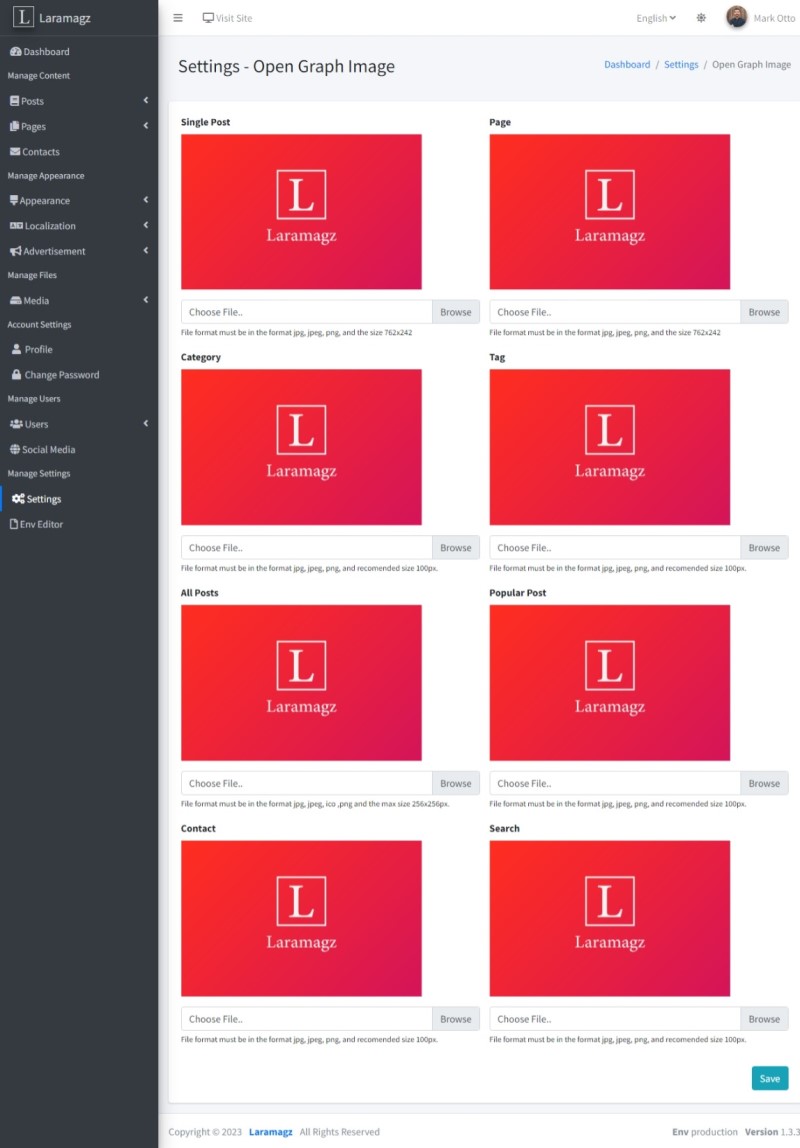 L Laramagz
Visit Site
English
Mark Otto
Dashboard
Manage Content
Posts
Pages
Contacts
Manage Appearance
Appearance
Localization
Advertisement
Manage Files
Media
Account Settings
Profile
Change Password
Manage Users
Users
Social Media
Manage Settings
Settings
Env Editor
Settings - Open Graph Image
Dashboard / Settings / Open Graph Image
Single Post
L
Laramagz
Choose File.. Browse
File format must be in the format jpg, jpeg, png, and the size 762x242
Page
L
Laramagz
Choose File.. Browse
File format must be in the format jpg, jpeg, png, and the size 762x242
Category
L
Laramagz
Choose File.. Browse
File format must be in the format jpg, jpeg, png, and recomended size 100px.
Tag
L
Laramagz
Choose File.. Browse
File format must be in the format jpg, jpeg, png, and recomended size 100px.
All Posts
L
Laramagz
Choose File.. Browse
File format must be in the format jpg, jpeg, ico ,png and the max size 256x256px.
Popular Post
L
Laramagz
Choose File.. Browse
File format must be in the format jpg, jpeg, png, and recomended size 100px.
Contact
L
Laramagz
Choose File.. Browse
File format must be in the format jpg, jpeg, png, and recomended size 100px.
Search
L
Laramagz
Choose File.. Browse
File format must be in the format jpg, jpeg, png, and recomended size 100px.
Save
Copyright © 2023 Laramagz All Rights Reserved
Env production Version 1.3.3